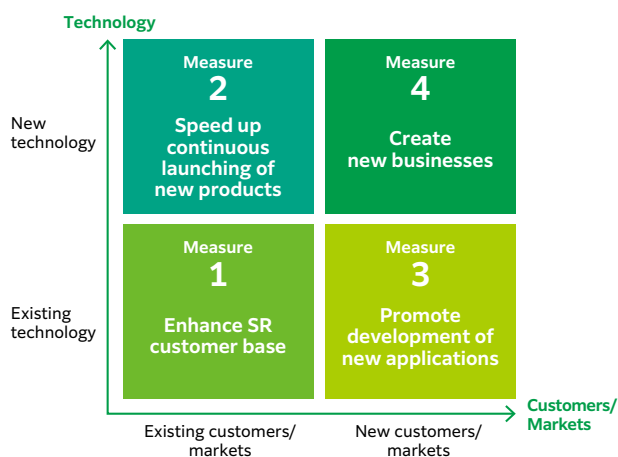 Technology
New
technology
Measure
2
Speed up
continuous
launching of
new products
Measure
4
Create
new businesses
Existing
technology
Measure
1
Enhance SR
customer base
Measure
3
Promote
development of
new applications
Existing customers/
markets
New customers/
markets
Customers/
Markets